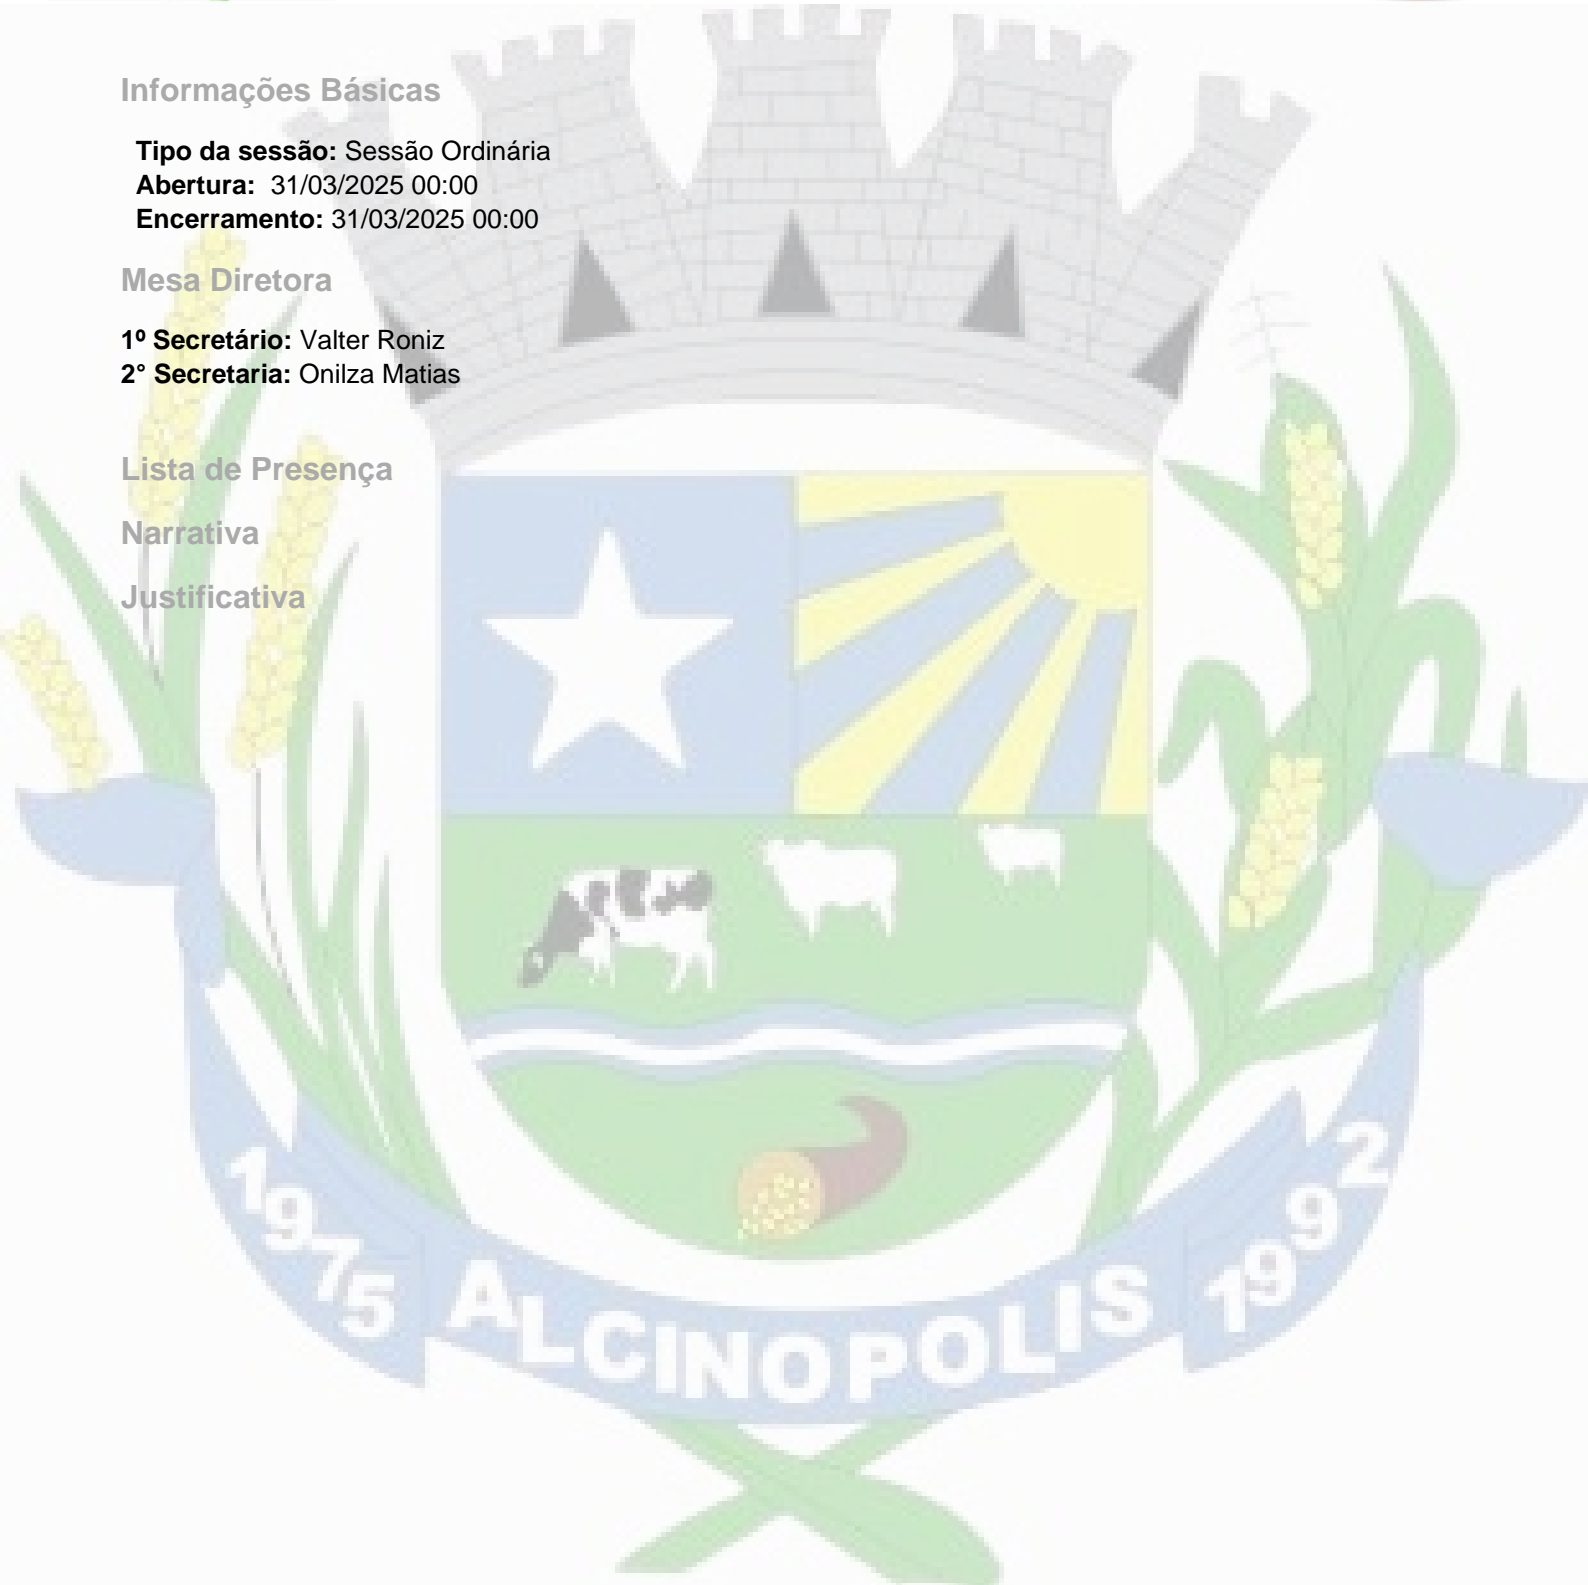 Informações Básicas
Tipo da sessão: Sessão Ordinária
Abertura: 31/03/2025 00:00
Encerramento: 31/03/2025 00:00
Mesa Diretora
1º Secretário: Valter Roniz
2° Secretaria: Onilza Matias
Lista de Presença
Narrativa
Justificativa
1975 ALCINOPOLIS 1992